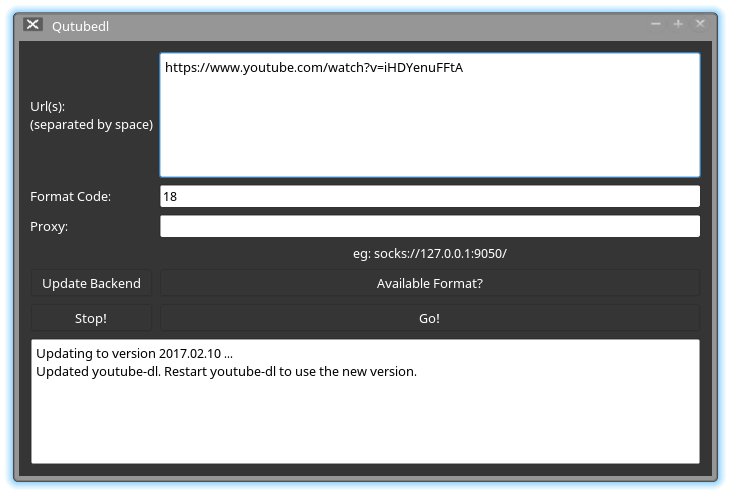 Qutubedl
https://www.youtube.com/watch?v=iHDYenuFFtA
Url(s):
(separated by space)
Format Code:
18
Proxy:
eg: socks://127.0.0.1:9050/
Update Backend
Available Format?
Stop!
Go!
Updating to version 2017.02.10 ...
Updated youtube-dl. Restart youtube-dl to use the new version.